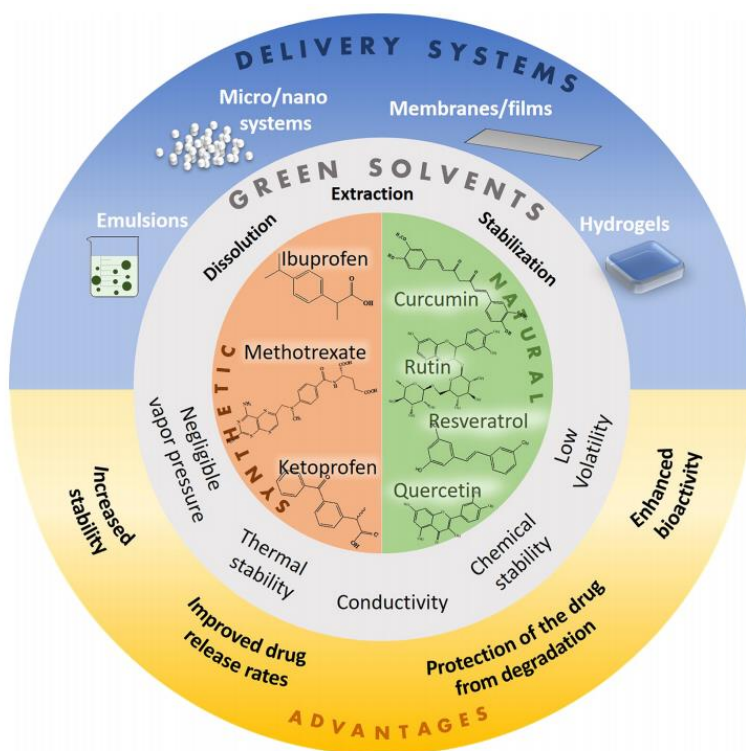 DELIVERY SYSTEMS
Micro/nano
systems
Membranes/films
Emulsions
Hydrogels
GREEN SOLVENTS
Extraction
Dissolution
Stabilization
Ibuprofen
Methotrexate
Ketoprofen
SYNTHETIC
Curcumin
Rutin
Resveratrol
Quercetin
NATURAL
Negligible
vapor pressure
Thermal
stability
Conductivity
Chemical
stability
Low
Volatility
Increased
stability
Improved drug
release rates
Protection of the drug
from degradation
Enhanced
bioactivity
ADVANTAGES